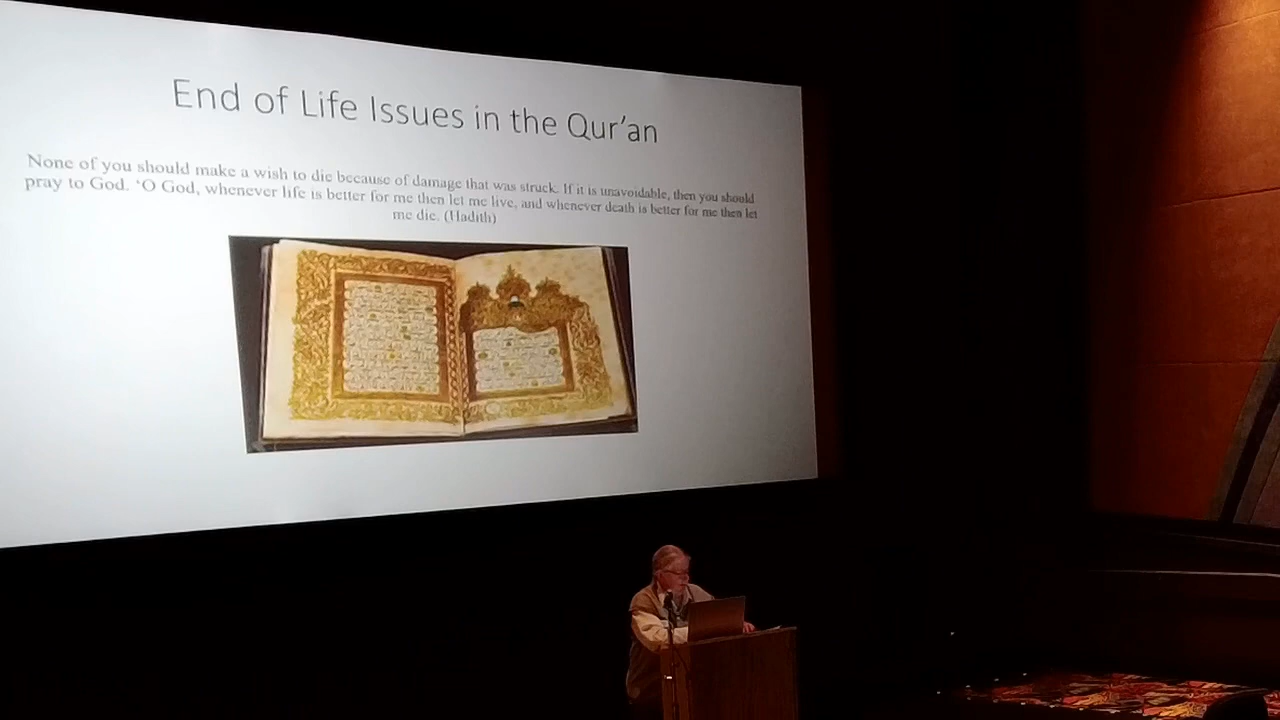 End of Life Issues in the Qur'an
None of you should make a wish to die because of damage that was struck. If it is unavoidable, then you should
pray to God. 'O God, whenever life is better for me then let me live, and whenever death is better for me then let
me die. (Hadith)